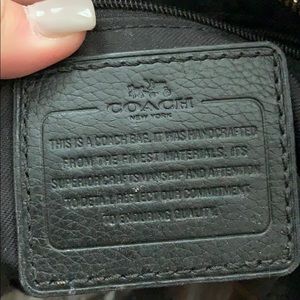 COACH
NEW YORK
THIS IS A COACH BAG. IT WAS HANDCRAFTED
FROM THE FINEST MATERIALS. ITS
SUPERIOR CRAFTSMANSHIP AND ATTENTION
TO DETAIL REFLECT OUR COMMITMENT
TO ENDURING QUALITY.